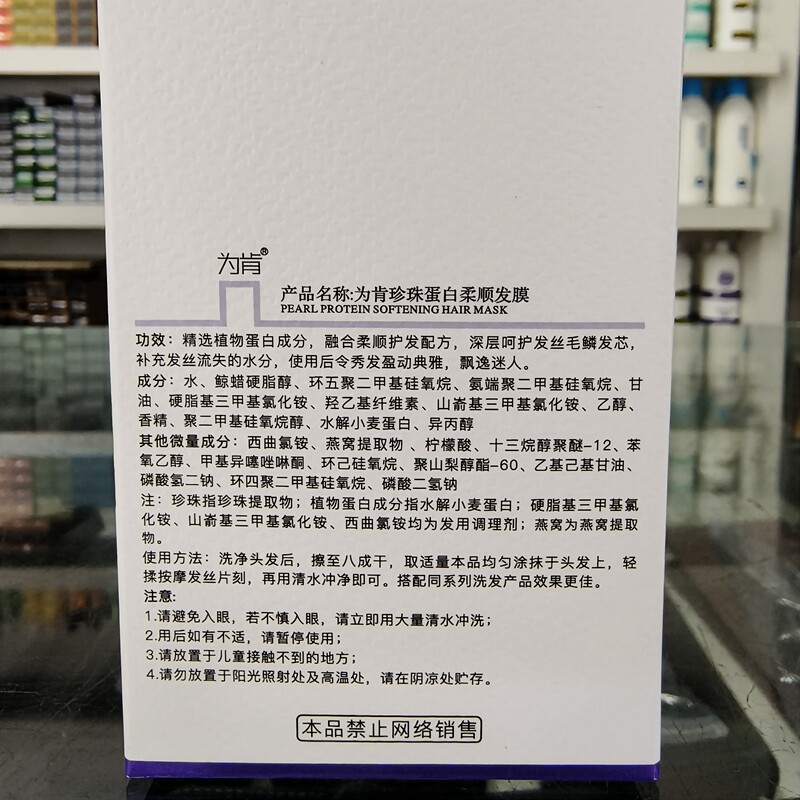 为肯®
产品名称:为肯珍珠蛋白柔顺发膜
PEARL PROTEIN SOFTENING HAIR MASK
功效：精选植物蛋白成分，融合柔顺护发配方，深层呵护发丝毛鳞发芯，
补充发丝流失的水分，使用后令秀发盈动典雅，飘逸迷人。
成分：水、鲸蜡硬脂醇、环五聚二甲基硅氧烷、氨端聚二甲基硅氧烷、甘
油、硬脂基三甲基氯化铵、羟乙基纤维素、山嵛基三甲基氯化铵、乙醇、
香精、聚二甲基硅氧烷醇、水解小麦蛋白、异丙醇
其他微量成分：西曲氯铵、燕窝提取物 、柠檬酸、十三烷醇聚醚-12、苯
氧乙醇、甲基异噻唑啉酮、环己硅氧烷、聚山梨醇酯-60、乙基己基甘油、
磷酸氢二钠、环四聚二甲基硅氧烷、磷酸二氢钠
注：珍珠指珍珠提取物；植物蛋白成分指水解小麦蛋白；硬脂基三甲基氯
化铵、山嵛基三甲基氯化铵、西曲氯铵均为发用调理剂；燕窝为燕窝提取
物。
使用方法：洗净头发后，擦至八成干，取适量本品均匀涂抹于头发上，轻
揉按摩发丝片刻，再用清水冲净即可。搭配同系列洗发产品效果更佳。
注意:
1.请避免入眼，若不慎入眼，请立即用大量清水冲洗；
2.用后如有不适，请暂停使用；
3.请放置于儿童接触不到的地方；
4.请勿放置于阳光照射处及高温处，请在阴凉处贮存。
本品禁止网络销售